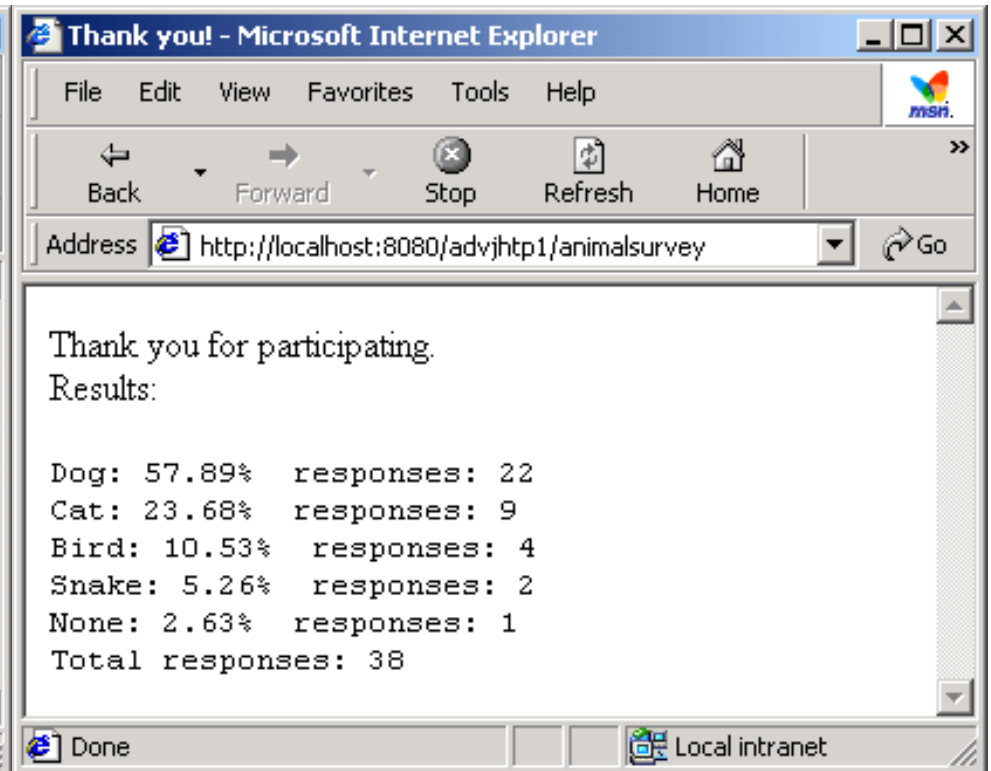 Thank you! - Microsoft Internet Explorer
File Edit View Favorites Tools Help
msn.
Back Forward Stop Refresh Home »
Address http://localhost:8080/advjhtp1/animalsurvey Go
Thank you for participating.
Results:
Dog: 57.89%  responses: 22
Cat: 23.68%  responses: 9
Bird: 10.53%  responses: 4
Snake: 5.26%  responses: 2
None: 2.63%  responses: 1
Total responses: 38
Done Local intranet